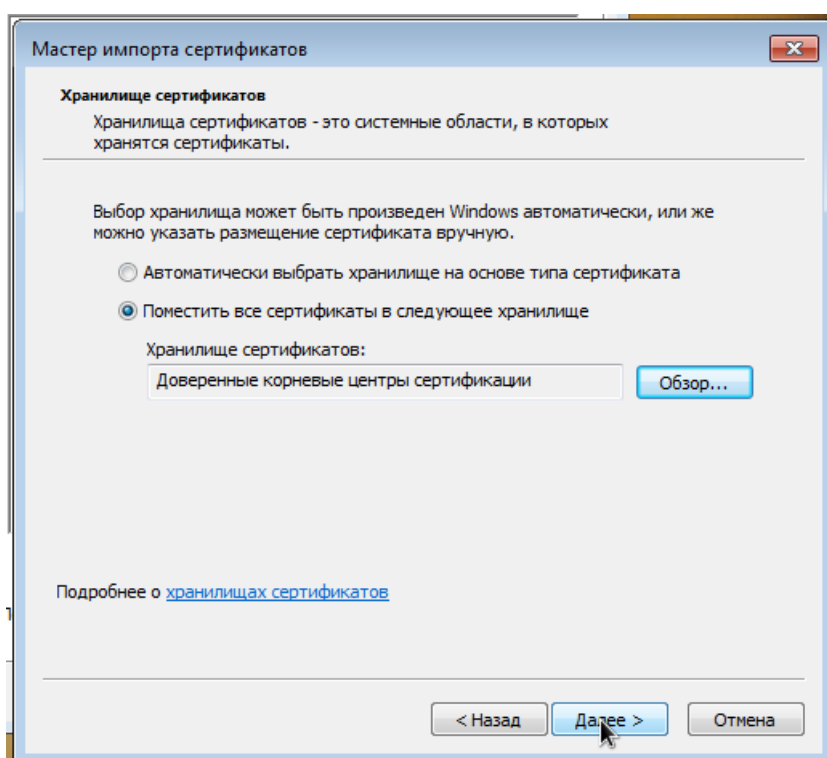 Мастер импорта сертификатов
Хранилище сертификатов
Хранилища сертификатов - это системные области, в которых
хранятся сертификаты.
Выбор хранилища может быть произведен Windows автоматически, или же
можно указать размещение сертификата вручную.
Автоматически выбрать хранилище на основе типа сертификата
Поместить все сертификаты в следующее хранилище
Хранилище сертификатов:
Доверенные корневые центры сертификации
Обзор...
Подробнее о хранилищах сертификатов
< Назад
Далее >
Отмена